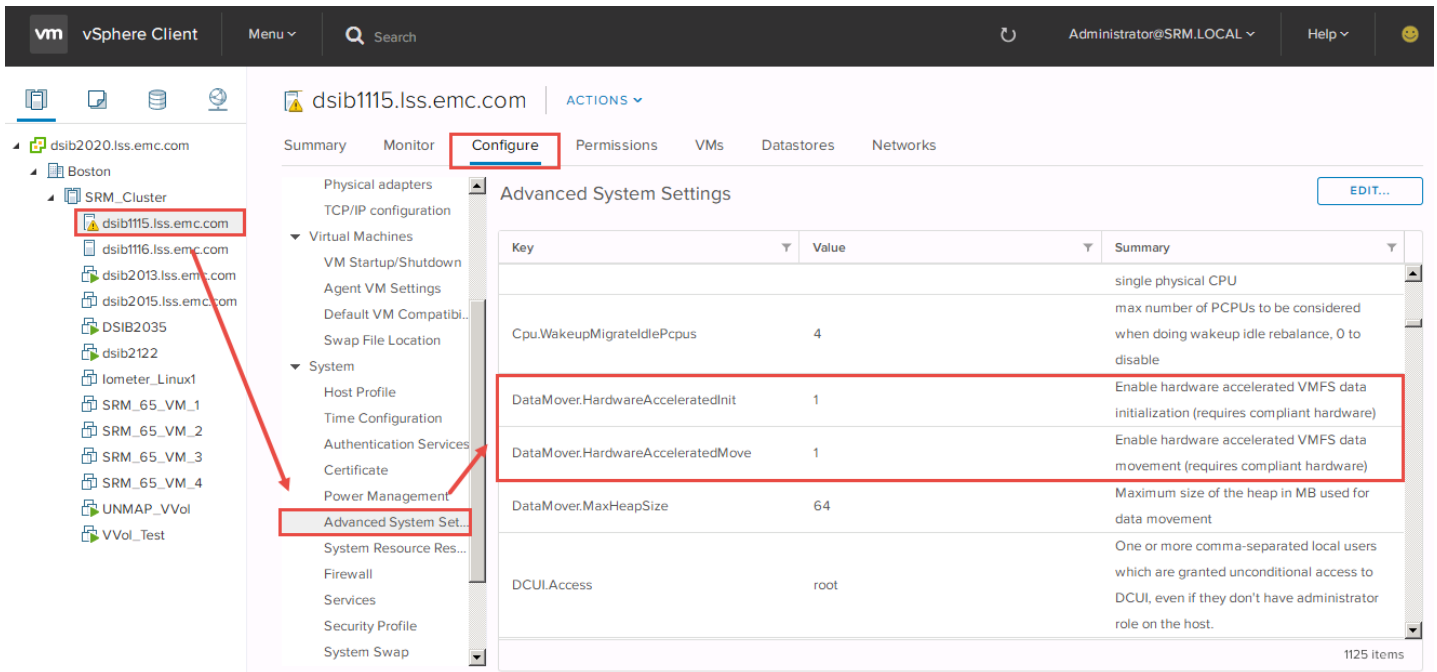 vm vSphere Client Menu Search Administrator@SRM.LOCAL Help
dsib2020.lss.emc.com
Boston
SRM_Cluster
dsib1115.lss.emc.com
dsib1116.lss.emc.com
dsib2013.lss.emc.com
dsib2015.lss.emc.com
DSIB2035
dsib2122
Iometer_Linux1
SRM_65_VM_1
SRM_65_VM_2
SRM_65_VM_3
SRM_65_VM_4
UNMAP_VVol
VVol_Test
dsib1115.lss.emc.com ACTIONS
Summary Monitor Configure Permissions VMs Datastores Networks
Physical adapters
TCP/IP configuration
Virtual Machines
VM Startup/Shutdown
Agent VM Settings
Default VM Compatibi..
Swap File Location
System
Host Profile
Time Configuration
Authentication Services
Certificate
Power Management
Advanced System Set...
System Resource Res...
Firewall
Services
Security Profile
System Swap
Advanced System Settings EDIT...
Key Value Summary
single physical CPU
Cpu.WakeupMigrateIdlePcpus 4 max number of PCPUs to be considered
when doing wakeup idle rebalance, 0 to
disable
DataMover.HardwareAcceleratedInit 1 Enable hardware accelerated VMFS data
initialization (requires compliant hardware)
DataMover.HardwareAcceleratedMove 1 Enable hardware accelerated VMFS data
movement (requires compliant hardware)
DataMover.MaxHeapSize 64 Maximum size of the heap in MB used for
data movement
DCUI.Access root One or more comma-separated local users
which are granted unconditional access to
DCUI, even if they don't have administrator
role on the host.
1125 items